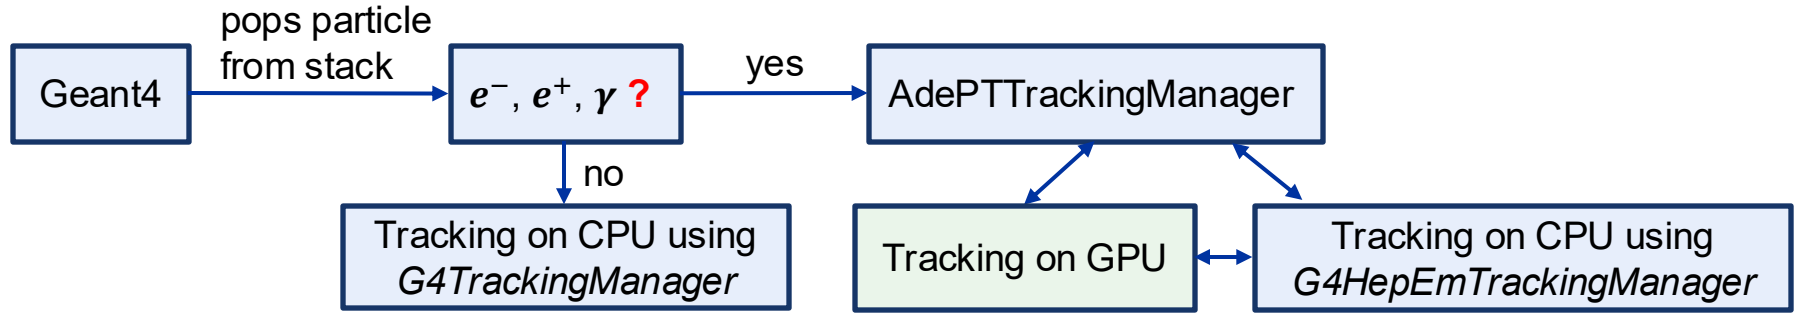 pops particle
from stack
Geant4
e⁻, e⁺, γ ?
yes
AdePTTrackingManager
no
Tracking on CPU using
G4TrackingManager
Tracking on GPU
Tracking on CPU using
G4HepEmTrackingManager